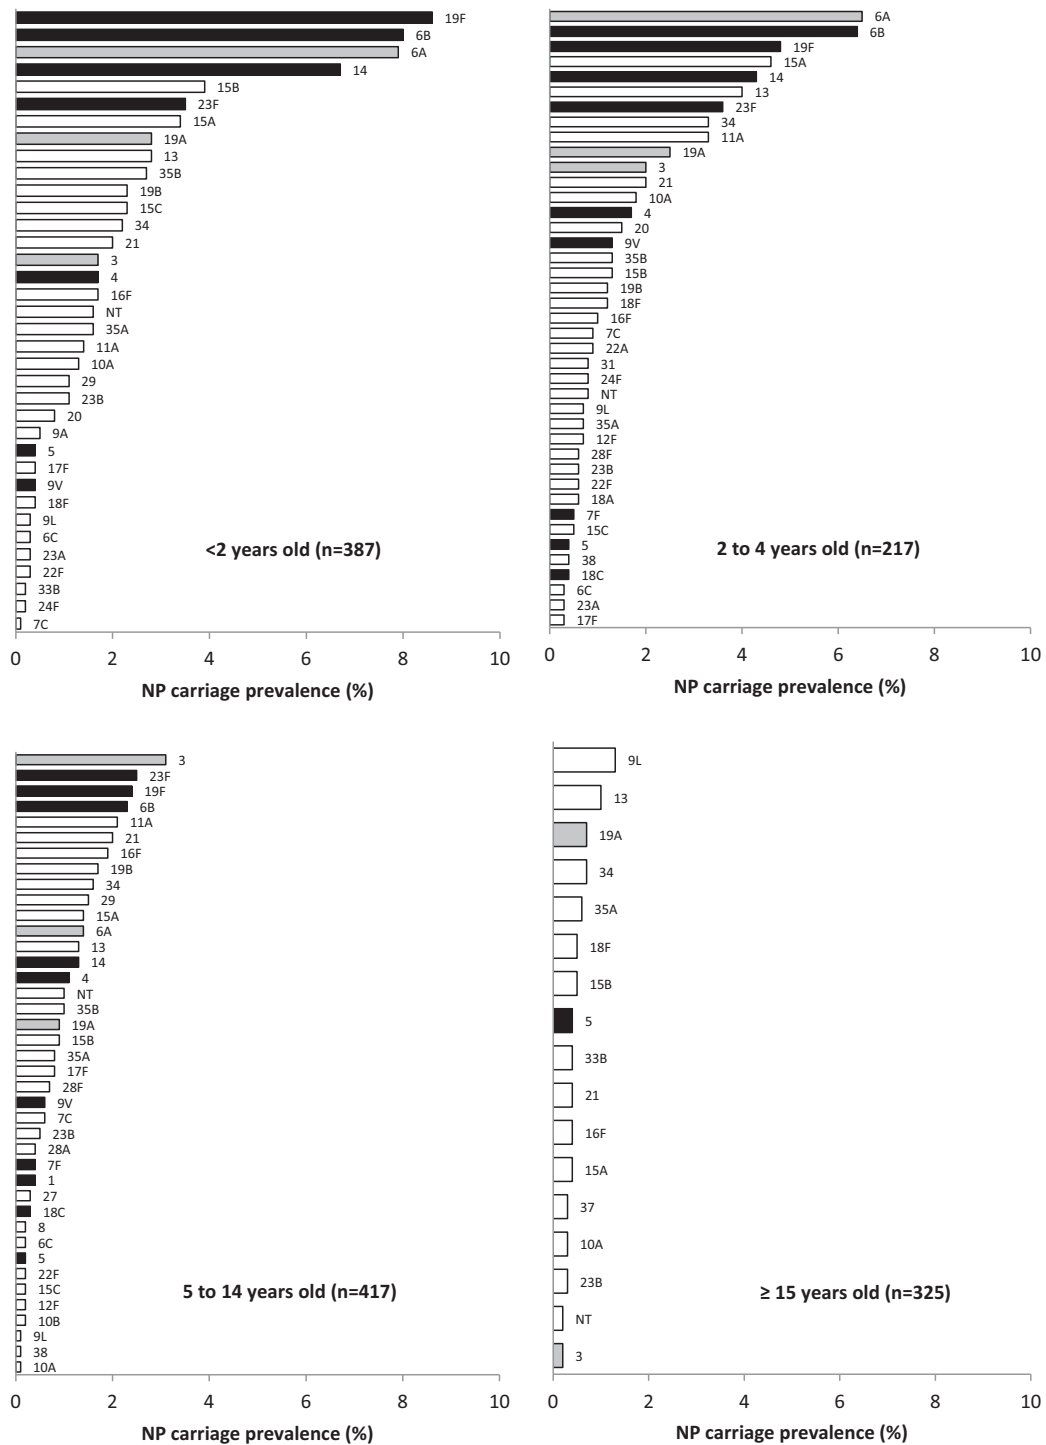 19F
6B
6A
14
15B
23F
15A
19A
13
35B
19B
15C
34
21
3
4
16F
NT
35A
11A
10A
29
23B
20
9A
5
17F
9V
18F
9L
6C
23A
22F
33B
24F
7C
<2 years old (n=387)
0 2 4 6 8 10
NP carriage prevalence (%)
6A
6B
19F
15A
14
13
23F
34
11A
19A
3
21
10A
4
20
9V
35B
15B
19B
18F
16F
7C
22A
31
24F
NT
9L
35A
12F
28F
23B
22F
18A
7F
15C
5
38
18C
6C
23A
17F
2 to 4 years old (n=217)
0 2 4 6 8 10
NP carriage prevalence (%)
3
23F
19F
6B
11A
21
16F
19B
34
29
15A
6A
13
14
4
NT
35B
19A
15B
35A
17F
28F
9V
7C
23B
28A
7F
1
27
18C
8
6C
5
22F
15C
12F
10B
9L
38
10A
5 to 14 years old (n=417)
0 2 4 6 8 10
NP carriage prevalence (%)
9L
13
19A
34
35A
18F
15B
5
33B
21
16F
15A
37
10A
23B
NT
3
≥ 15 years old (n=325)
0 2 4 6 8 10
NP carriage prevalence (%)